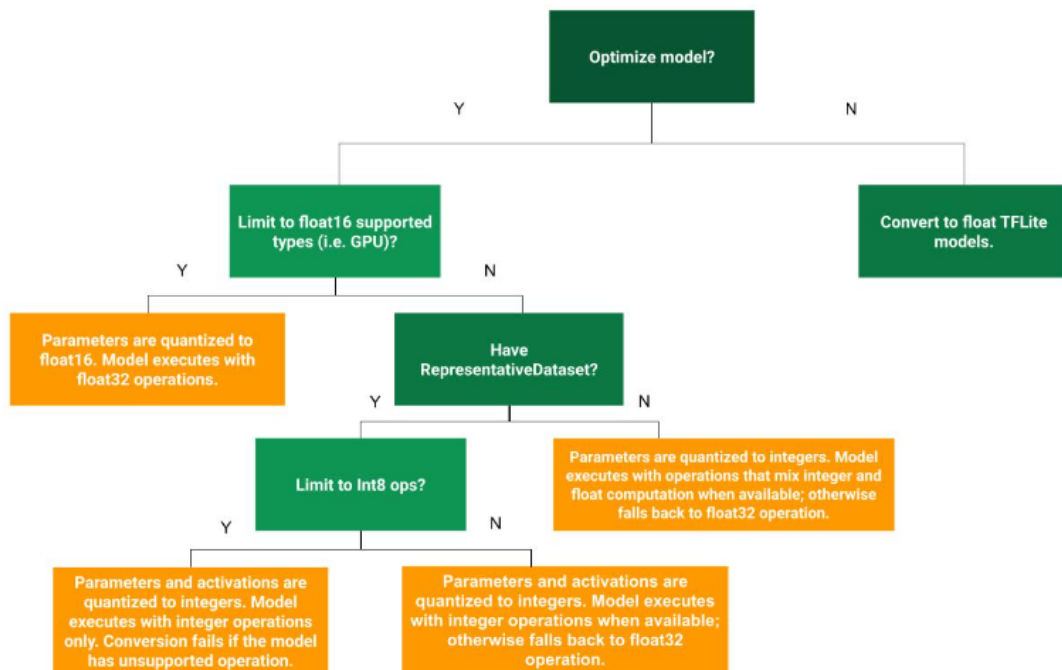 Optimize model?
Y
N
Limit to float16 supported
types (i.e. GPU)?
Convert to float TFLite
models.
Y
N
Parameters are quantized to
float16. Model executes with
float32 operations.
Have
RepresentativeDataset?
Y
N
Limit to Int8 ops?
Parameters are quantized to integers. Model
executes with operations that mix integer and
float computation when available; otherwise
falls back to float32 operation.
Y
N
Parameters and activations are
quantized to integers. Model
executes with integer operations
only. Conversion fails if the model
has unsupported operation.
Parameters and activations are
quantized to integers. Model executes
with integer operations when available;
otherwise falls back to float32
operation.